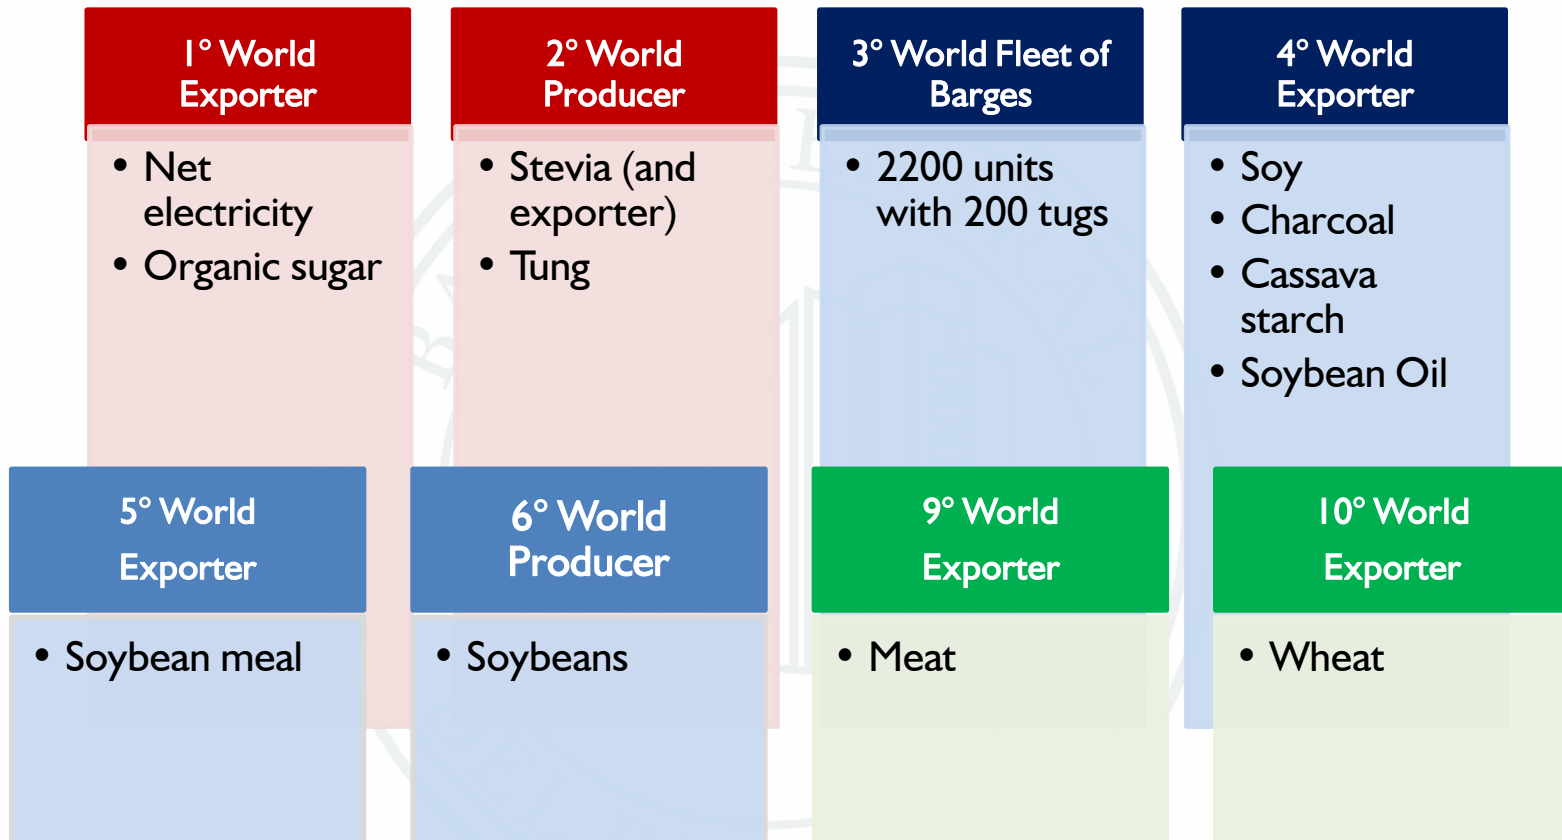 1° World
Exporter
• Net
electricity
• Organic sugar
2° World
Producer
• Stevia (and
exporter)
• Tung
3° World Fleet of
Barges
• 2200 units
with 200 tugs
4° World
Exporter
• Soy
• Charcoal
• Cassava
starch
• Soybean Oil
5° World
Exporter
• Soybean meal
6° World
Producer
• Soybeans
9° World
Exporter
• Meat
10° World
Exporter
• Wheat